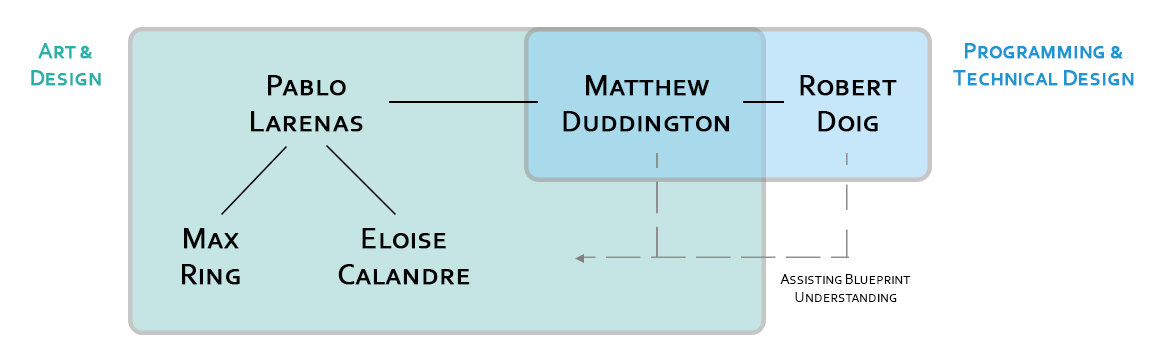 Art &
Design
Pablo
Larenas
Matthew
Duddington
Robert
Doig
Programming &
Technical Design
Max
Ring
Eloise
Calandre
Assisting Blueprint
Understanding